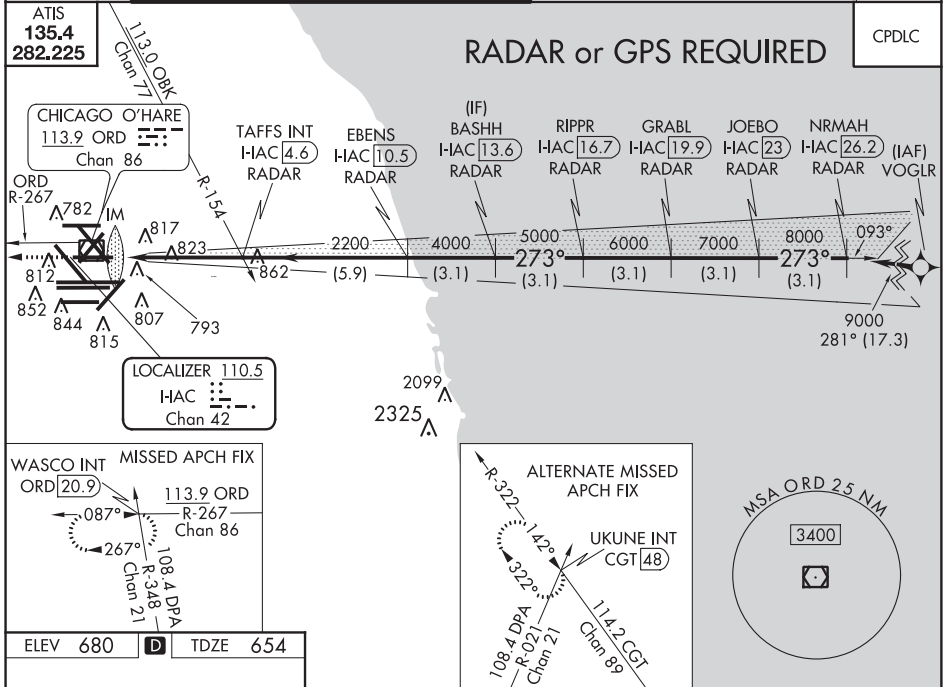 ATIS
135.4
282.225
113.0 OBK
Chan 77
RADAR or GPS REQUIRED
CPDLC
CHICAGO O'HARE
113.9 ORD
Chan 86
ORD
R-267
R-154
TAFFS INT
I-IAC 4.6
RADAR
EBENS
I-IAC 10.5
RADAR
(IF)
BASHH
I-IAC 13.6
RADAR
RIPPR
I-IAC 16.7
RADAR
GRABL
I-IAC 19.9
RADAR
JOEBO
I-IAC 23
RADAR
NRMAH
I-IAC 26.2
RADAR
(IAF)
VOGLR
782
IM
817
823
862
812
852
844
815
807
793
2200
4000
5000
6000
7000
8000
093°
273°
273°
(5.9)
(3.1)
(3.1)
(3.1)
(3.1)
(3.1)
9000
281° (17.3)
LOCALIZER 110.5
I-IAC
Chan 42
2099
2325
MISSED APCH FIX
WASCO INT
ORD 20.9
113.9 ORD
R-267
Chan 86
087°
267°
108.4 DPA
R-348
Chan 21
ALTERNATE MISSED
APCH FIX
R-322
142°
322°
UKUNE INT
CGT 48
108.4 DPA
R-021
Chan 21
114.2 CGT
Chan 89
MSA ORD 25 NM
3400
ELEV 680 D TDZE 654